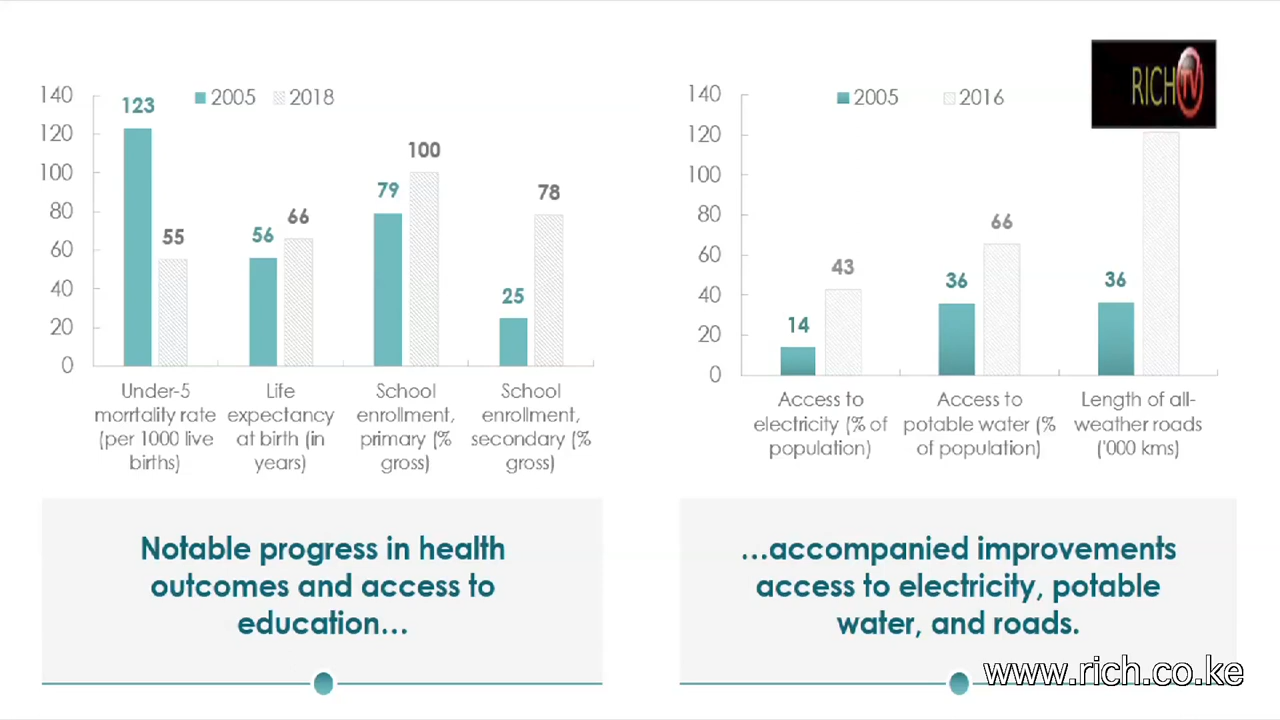 RICH TV
2005 2018
140
120
100
80
60
40
20
0
123
55
56
66
79
100
25
78
Under-5
morrtality rate
(per 1000 live
births)
Life
expectancy
at birth (in
years)
School
enrollment,
primary (%
gross)
School
enrollment,
secondary (%
gross)
2005 2016
140
120
100
80
60
40
20
0
14
43
36
66
36
Access to
electricity (% of
population)
Access to
potable water (%
of population)
Length of all-
weather roads
('000 kms)
Notable progress in health
outcomes and access to
education...
...accompanied improvements
access to electricity, potable
water, and roads.
www.rich.co.ke